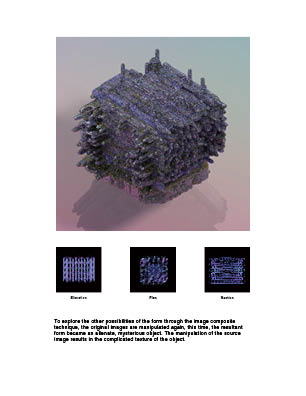 Elevation
Plan
Section
To explore the other possibilities of the form through the image composite
technique, the original images are manipulated again, this time, the resultant
form became an alienate, mysterious object. The manipulation of the source
image results in the complicated texture of the object.